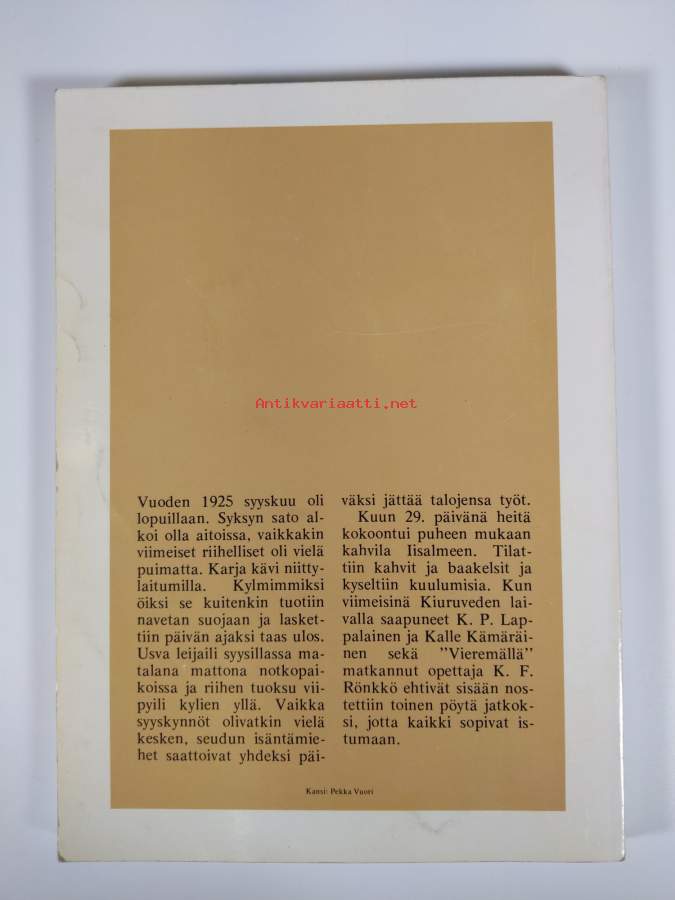 Antikvariaatti.net
Vuoden 1925 syyskuu oli
lopuillaan. Syksyn sato al-
koi olla aitoissa, vaikkakin
viimeiset riihelliset oli vielä
puimatta. Karja kävi niitty-
laitumilla. Kylmimmiksi
öiksi se kuitenkin tuotiin
navetan suojaan ja lasket-
tiin päivän ajaksi taas ulos.
Usva leijaili syysillassa ma-
talana mattona notkopai-
koissa ja riihen tuoksu vii-
pyili kylien yllä. Vaikka
syyskynnöt olivatkin vielä
kesken, seudun isäntämie-
het saattoivat yhdeksi päi-
väksi jättää talojensa työt.
Kuun 29. päivänä heitä
kokoontui puheen mukaan
kahvila Iisalmeen. Tilat-
tiin kahvit ja baakelsit ja
kyseltiin kuulumisia. Kun
viimeisinä Kiuruveden lai-
valla saapuneet K. P. Lap-
palainen ja Kalle Kämäräi-
nen sekä ”Vieremällä”
matkannut opettaja K. F.
Rönkkö ehtivät sisään nos-
tettiin toinen pöytä jatkok-
si, jotta kaikki sopivat is-
tumaan.
Kansi: Pekka Vuori